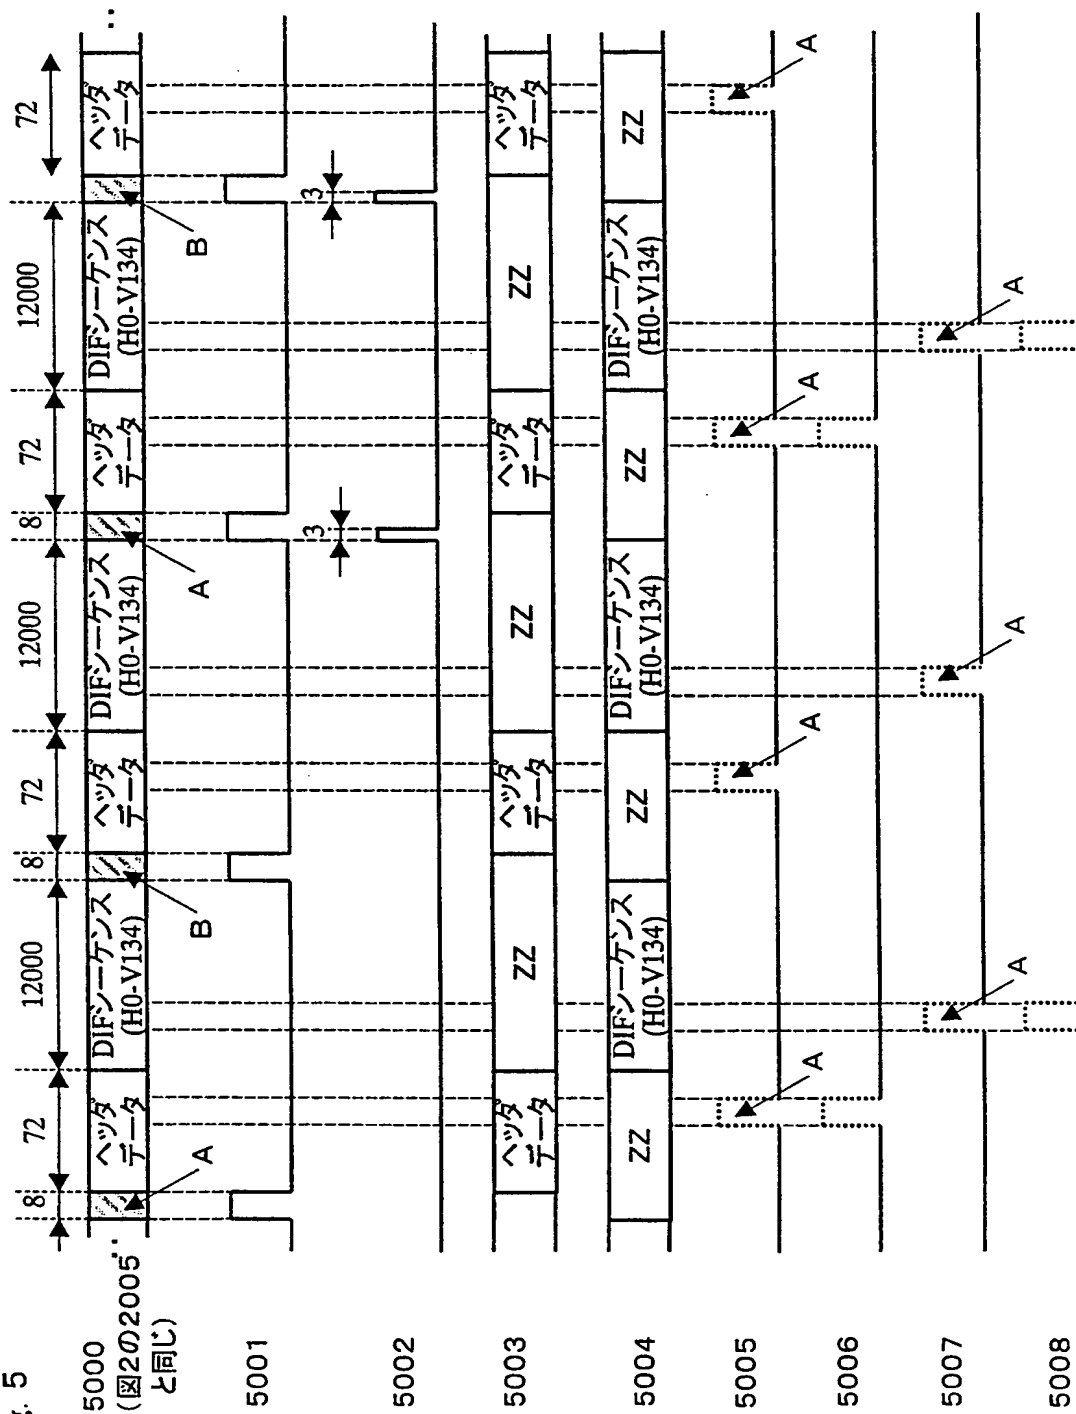 . 5
8 72 12000 8 72 12000 8 72 12000 72
5000
(図2の2005
と同じ)
‥ ヘッダ DIFシーケンス ヘッダ DIFシーケンス ヘッダ DIFシーケンス ヘッダ ‥
データ (H0-V134) データ (H0-V134) データ (H0-V134) データ
A B A B
5001
3 3
5002
5003
ヘッダ ZZ ヘッダ ZZ ヘッダ ZZ ヘッダ
データ データ データ データ
5004
ZZ DIFシーケンス ZZ DIFシーケンス ZZ DIFシーケンス ZZ
(H0-V134) (H0-V134) (H0-V134)
5005
A A A A
5006
5007
A A A
5008